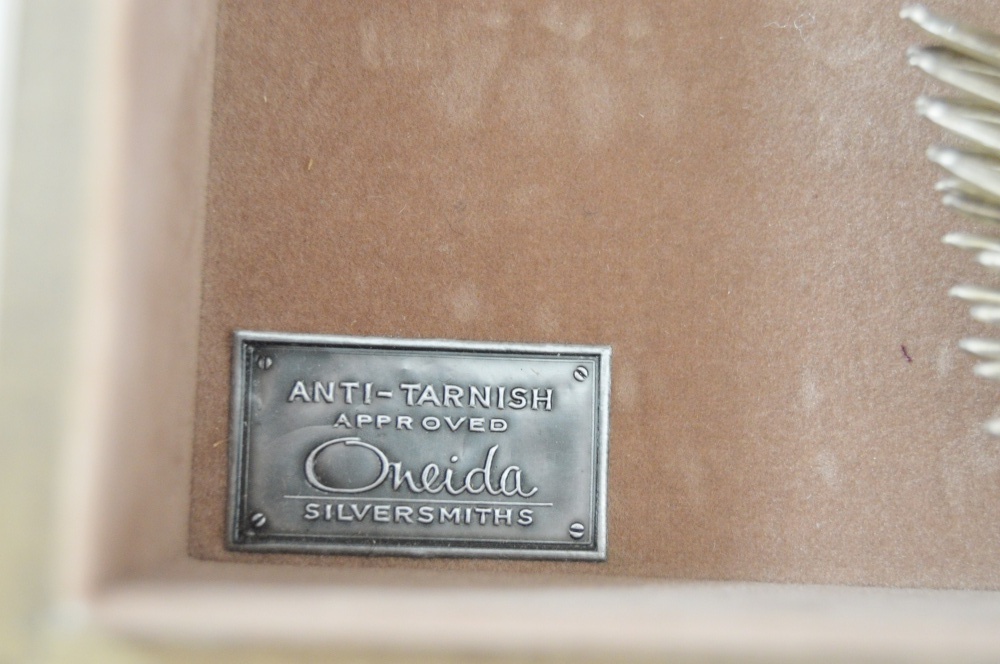 ANTI-TARNISH
APPROVED
Oneida
SILVERSMITHS